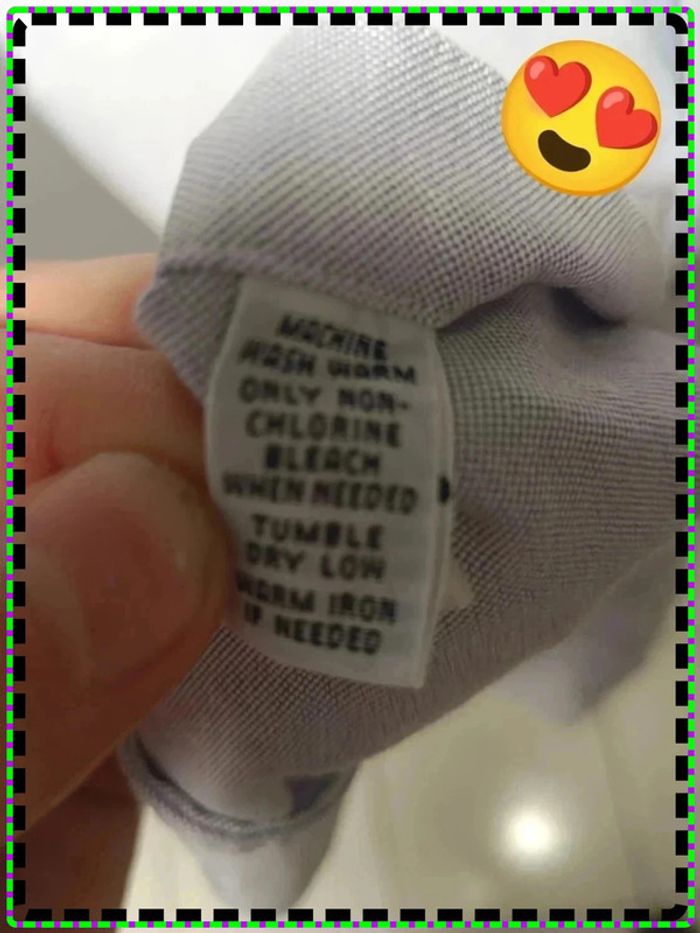 MACHINE
WASH WARM
ONLY NON-
CHLORINE
BLEACH
WHEN NEEDED
TUMBLE
DRY LOW
WARM IRON
IF NEEDED